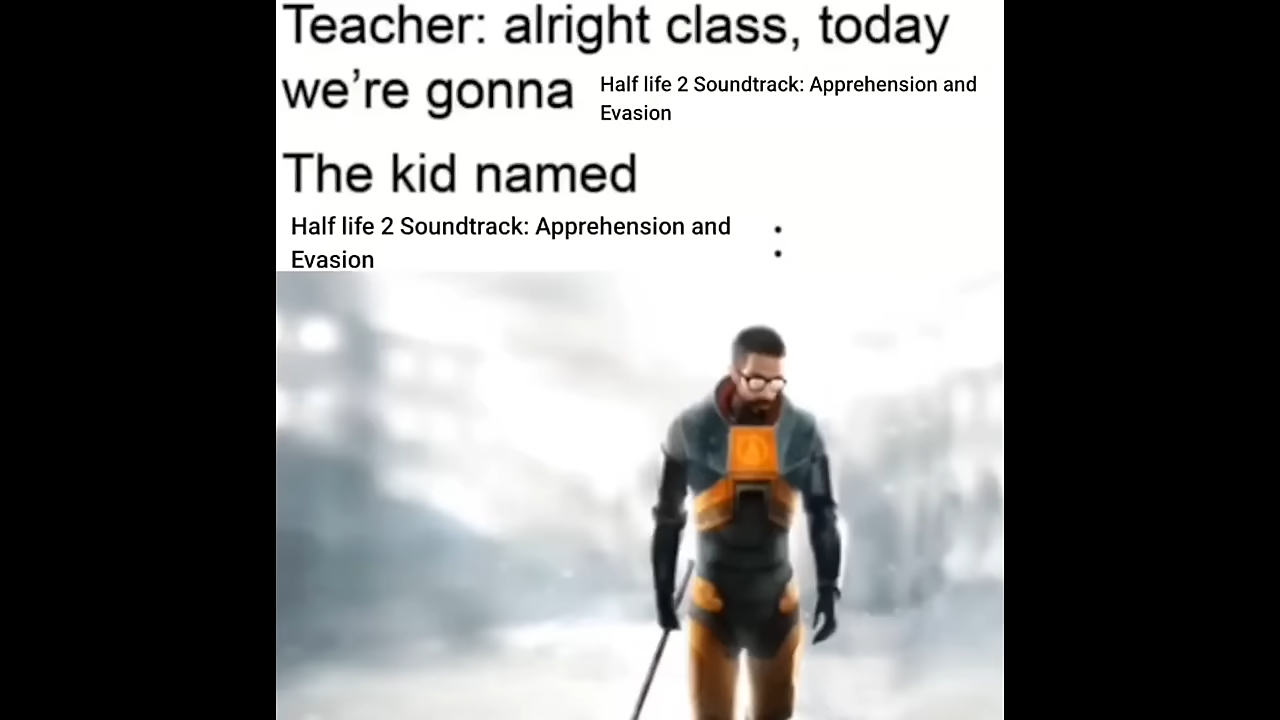 Teacher: alright class, today
we're gonna Half life 2 Soundtrack: Apprehension and
Evasion
The kid named
Half life 2 Soundtrack: Apprehension and
Evasion :